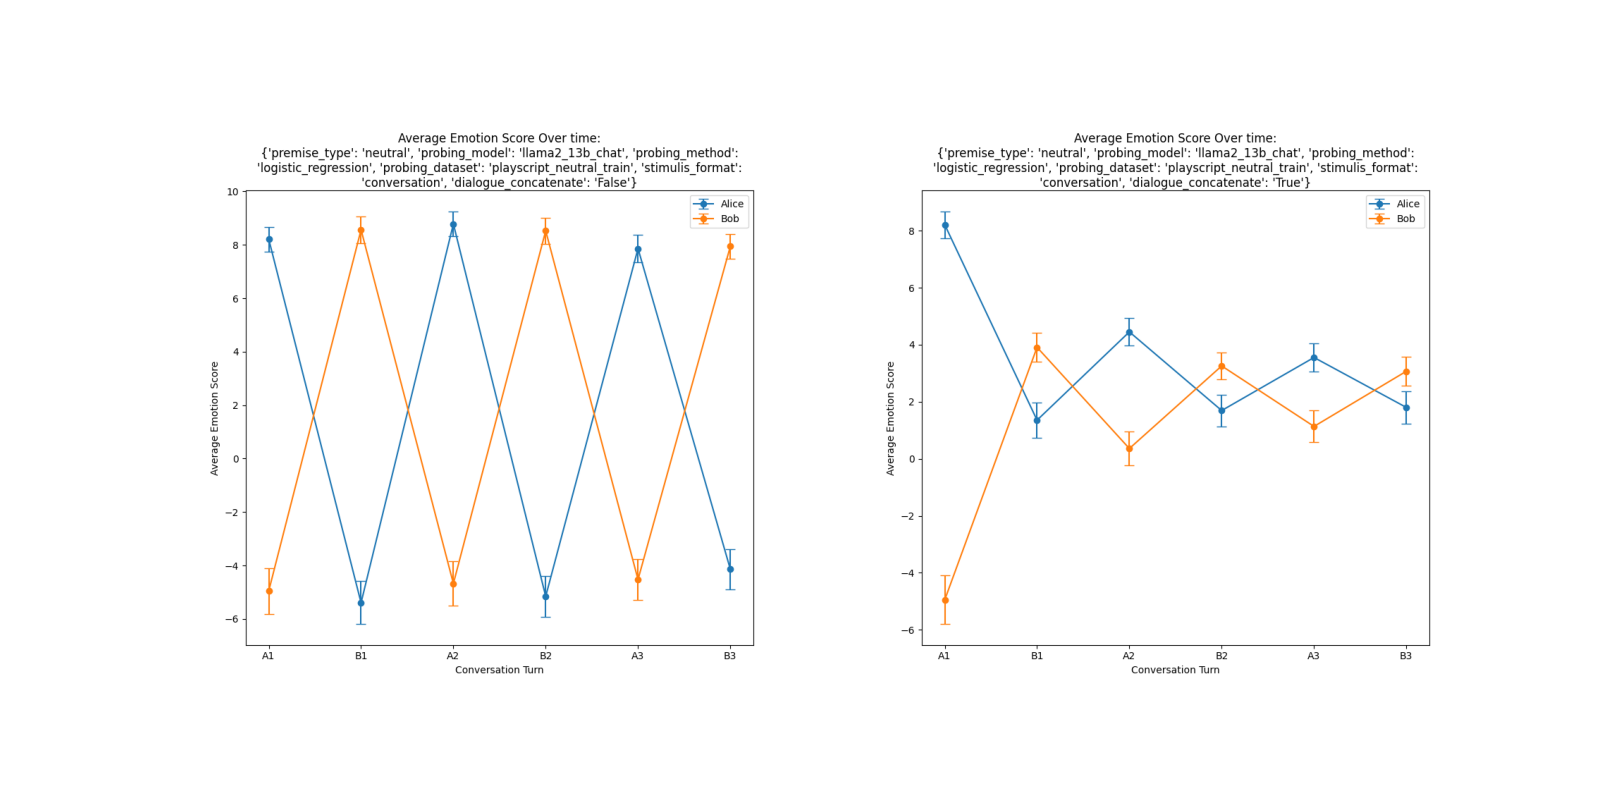 Average Emotion Score Over time:
{'premise_type': 'neutral', 'probing_model': 'llama2_13b_chat', 'probing_method':
'logistic_regression', 'probing_dataset': 'playscript_neutral_train', 'stimulis_format':
'conversation', 'dialogue_concatenate': 'False'}
10
8
6
4
2
0
−2
−4
−6
Average Emotion Score
A1 B1 A2 B2 A3 B3
Conversation Turn
Alice
Bob
Average Emotion Score Over time:
{'premise_type': 'neutral', 'probing_model': 'llama2_13b_chat', 'probing_method':
'logistic_regression', 'probing_dataset': 'playscript_neutral_train', 'stimulis_format':
'conversation', 'dialogue_concatenate': 'True'}
8
6
4
2
0
−2
−4
−6
Average Emotion Score
A1 B1 A2 B2 A3 B3
Conversation Turn
Alice
Bob